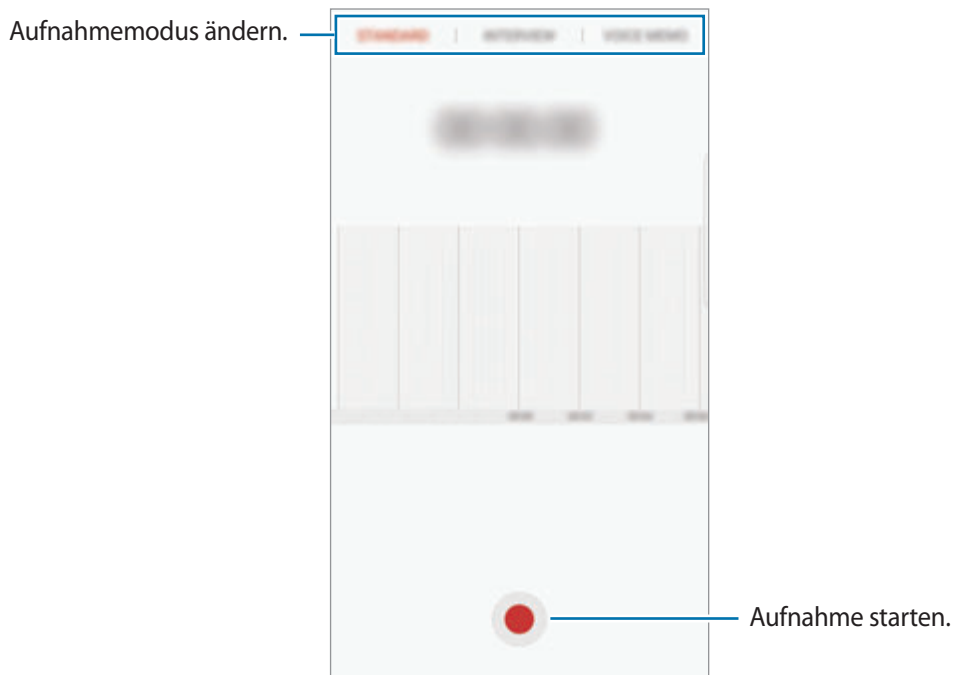 Aufnahmemodus ändern.
STANDARD | INTERVIEW | VOICE MEMO
Aufnahme starten.